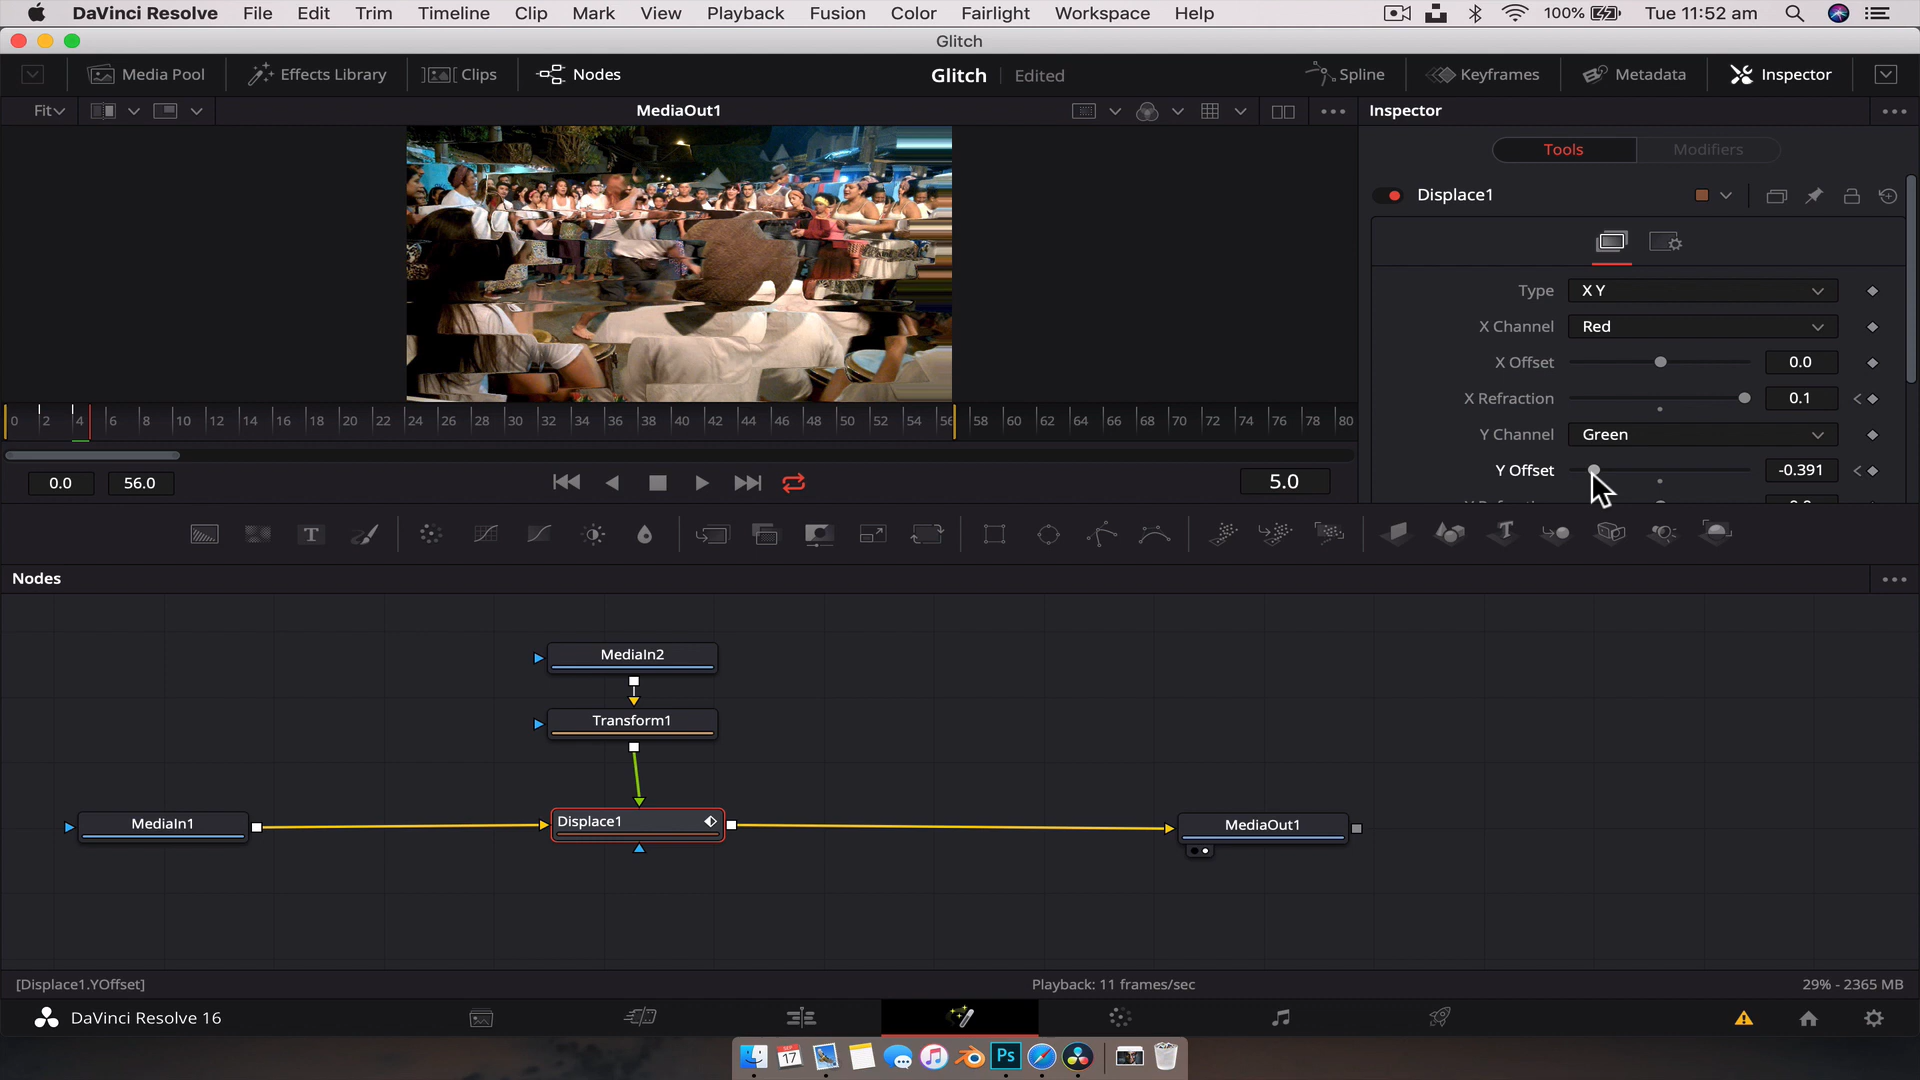 DaVinci Resolve File Edit Trim Timeline Clip Mark View Playback Fusion Color Fairlight Workspace Help 100% Tue 11:52 am
Glitch
Media Pool Effects Library Clips Nodes Glitch Edited Spline Keyframes Metadata Inspector
Fit MediaOut1 Inspector
Tools Modifiers
Displace1
Type X Y
X Channel Red
X Offset 0.0
X Refraction 0.1
Y Channel Green
Y Offset -0.391
0 2 4 6 8 10 12 14 16 18 20 22 24 26 28 30 32 34 36 38 40 42 44 46 48 50 52 54 56 58 60 62 64 66 68 70 72 74 76 78 80
0.0 56.0 5.0
T T
Nodes
MediaIn2
Transform1
MediaIn1 Displace1 MediaOut1
[Displace1.YOffset] Playback: 11 frames/sec 29% - 2365 MB
DaVinci Resolve 16
SEP
17
Ps